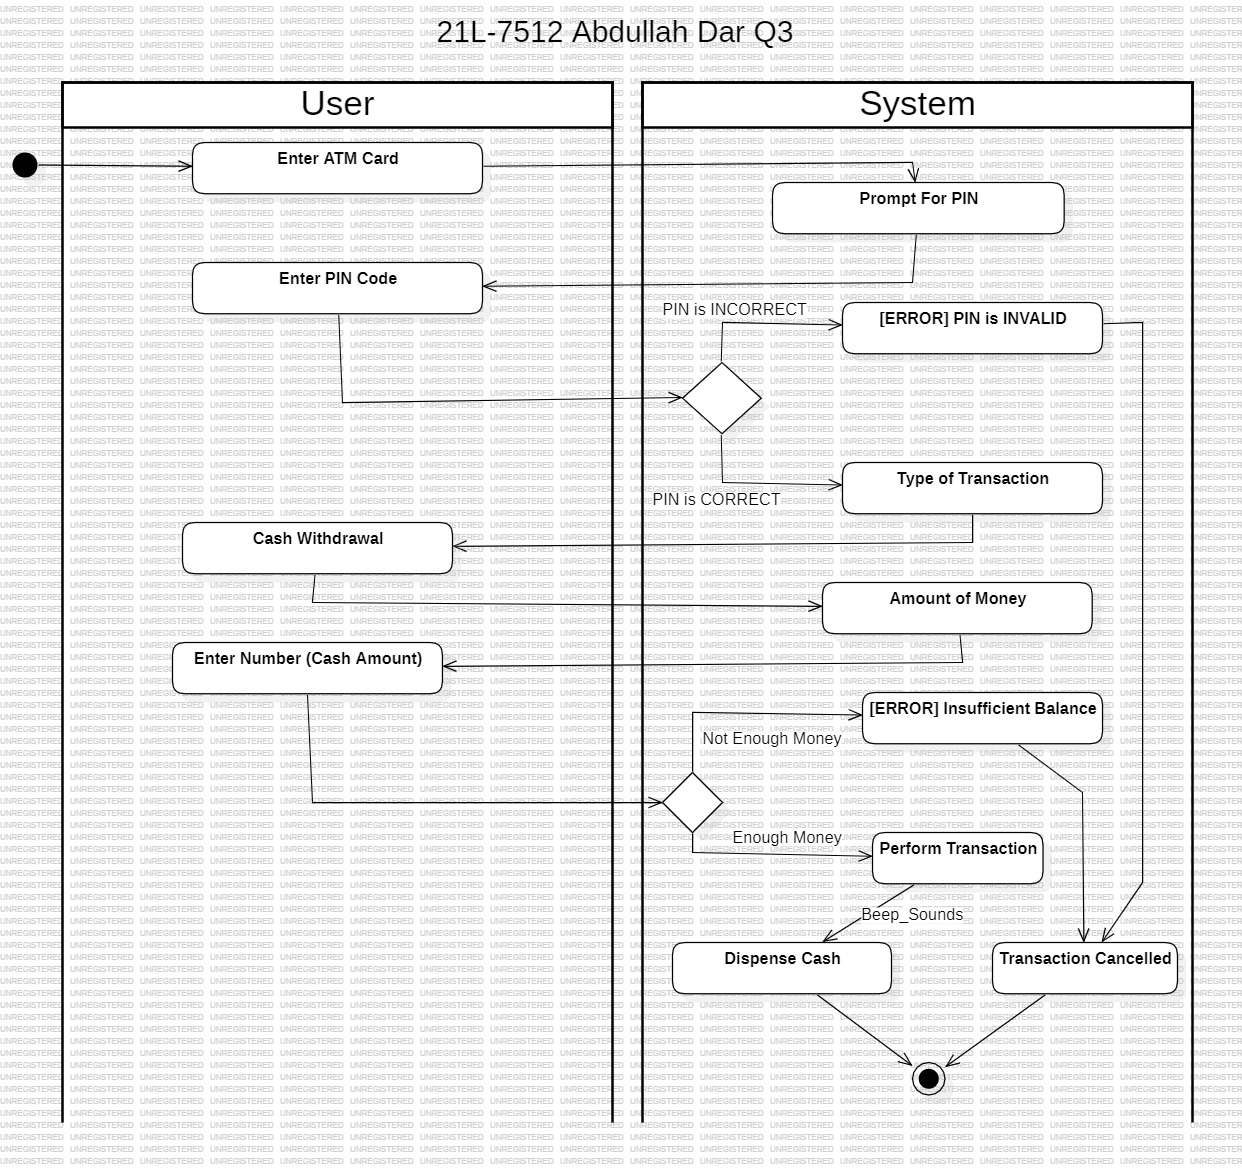 21L-7512 Abdullah Dar Q3
User
System
Enter ATM Card
Prompt For PIN
Enter PIN Code
PIN is INCORRECT
[ERROR] PIN is INVALID
PIN is CORRECT
Type of Transaction
Cash Withdrawal
Amount of Money
Enter Number (Cash Amount)
[ERROR] Insufficient Balance
Not Enough Money
Enough Money
Perform Transaction
Beep_Sounds
Dispense Cash
Transaction Cancelled
UNREGISTERED